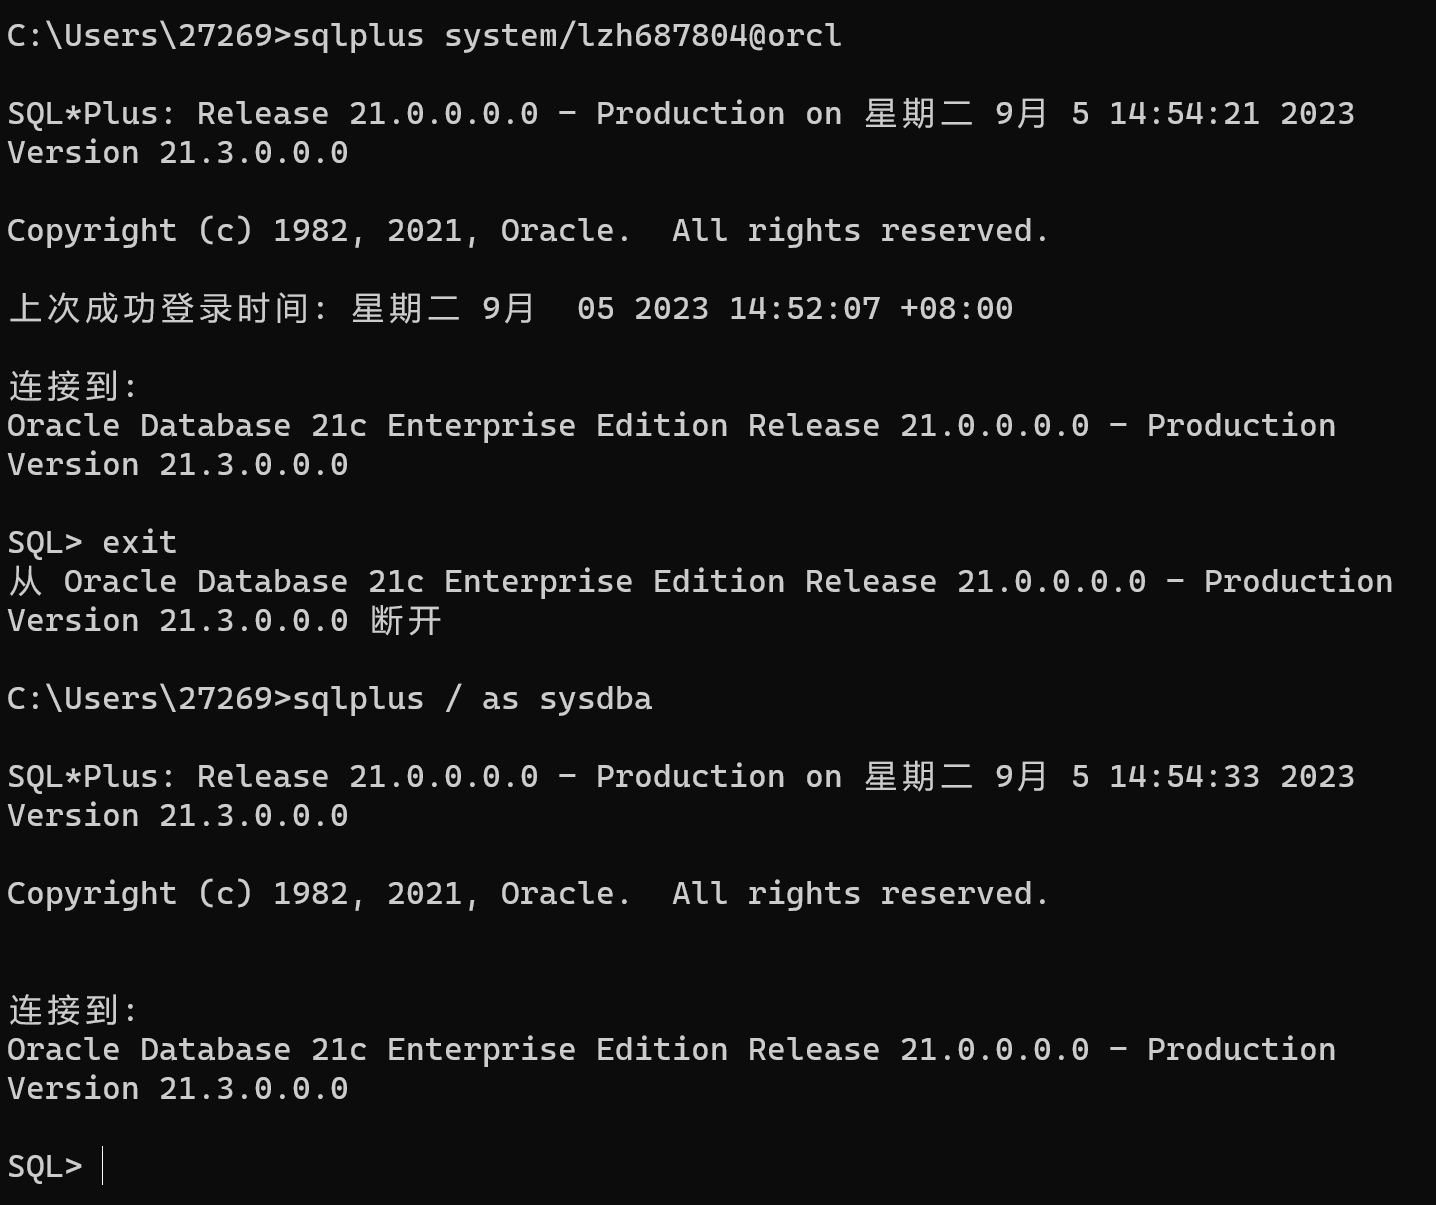 C:\Users\27269>sqlplus system/lzh687804@orcl
SQL*Plus: Release 21.0.0.0.0 - Production on 星期二 9月 5 14:54:21 2023
Version 21.3.0.0.0
Copyright (c) 1982, 2021, Oracle.  All rights reserved.
上次成功登录时间: 星期二 9月  05 2023 14:52:07 +08:00
连接到:
Oracle Database 21c Enterprise Edition Release 21.0.0.0.0 - Production
Version 21.3.0.0.0
SQL> exit
从 Oracle Database 21c Enterprise Edition Release 21.0.0.0.0 - Production
Version 21.3.0.0.0 断开
C:\Users\27269>sqlplus / as sysdba
SQL*Plus: Release 21.0.0.0.0 - Production on 星期二 9月 5 14:54:33 2023
Version 21.3.0.0.0
Copyright (c) 1982, 2021, Oracle.  All rights reserved.
连接到:
Oracle Database 21c Enterprise Edition Release 21.0.0.0.0 - Production
Version 21.3.0.0.0
SQL>